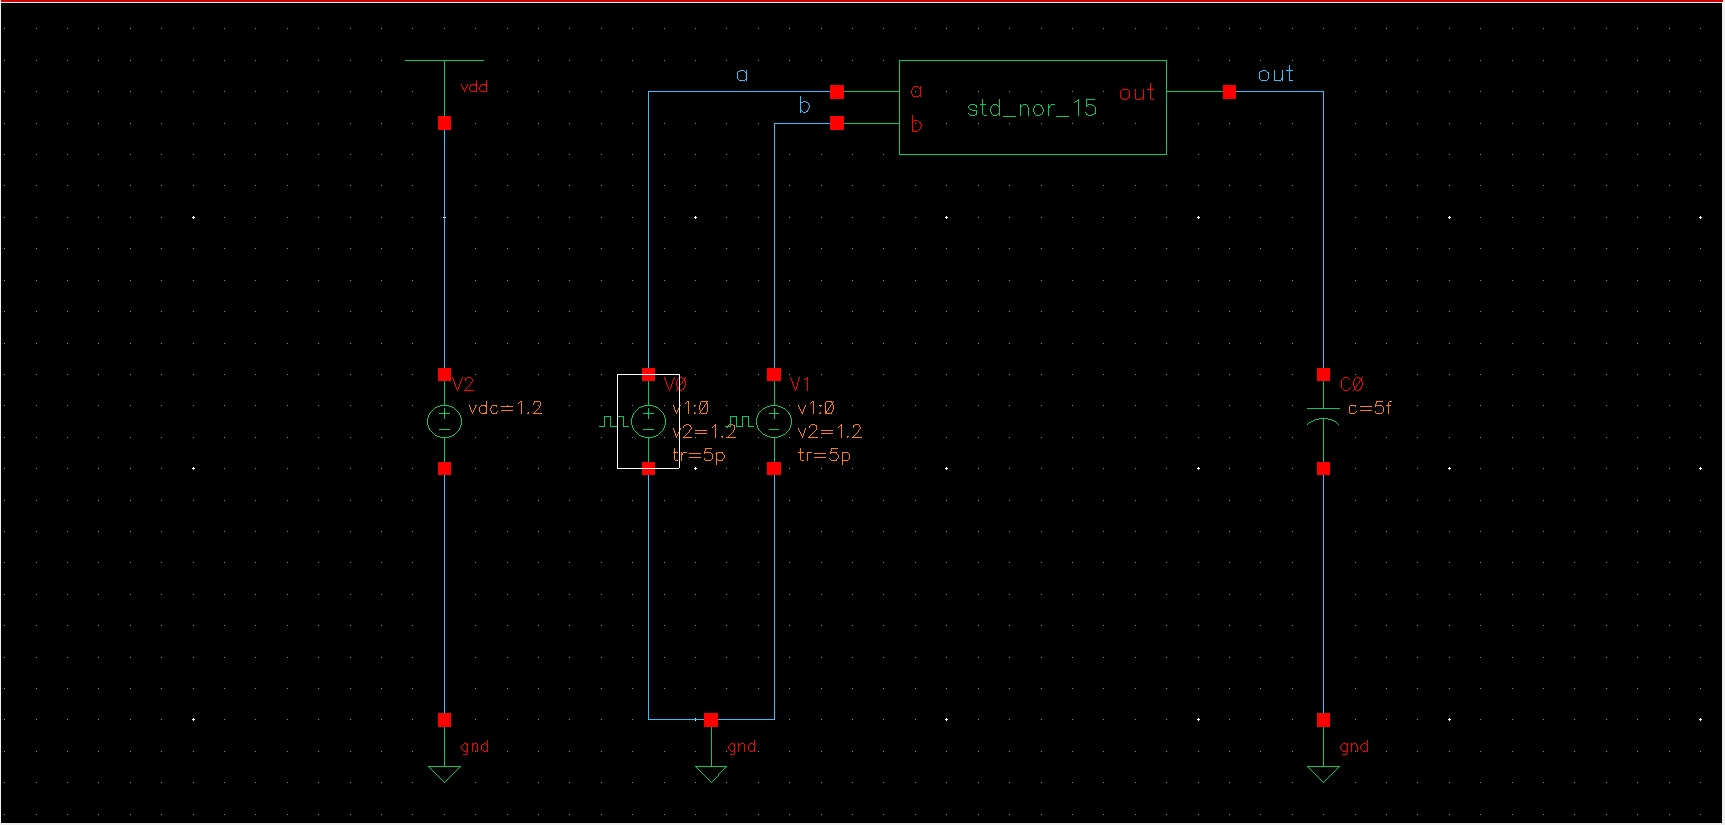 vdd
a
b
a
b
std_nor_15
out
out
V2
vdc=1.2
V0
v1:0
v2=1.2
tr=5p
V1
v1:0
v2=1.2
tr=5p
C0
c=5f
gnd
gnd
gnd